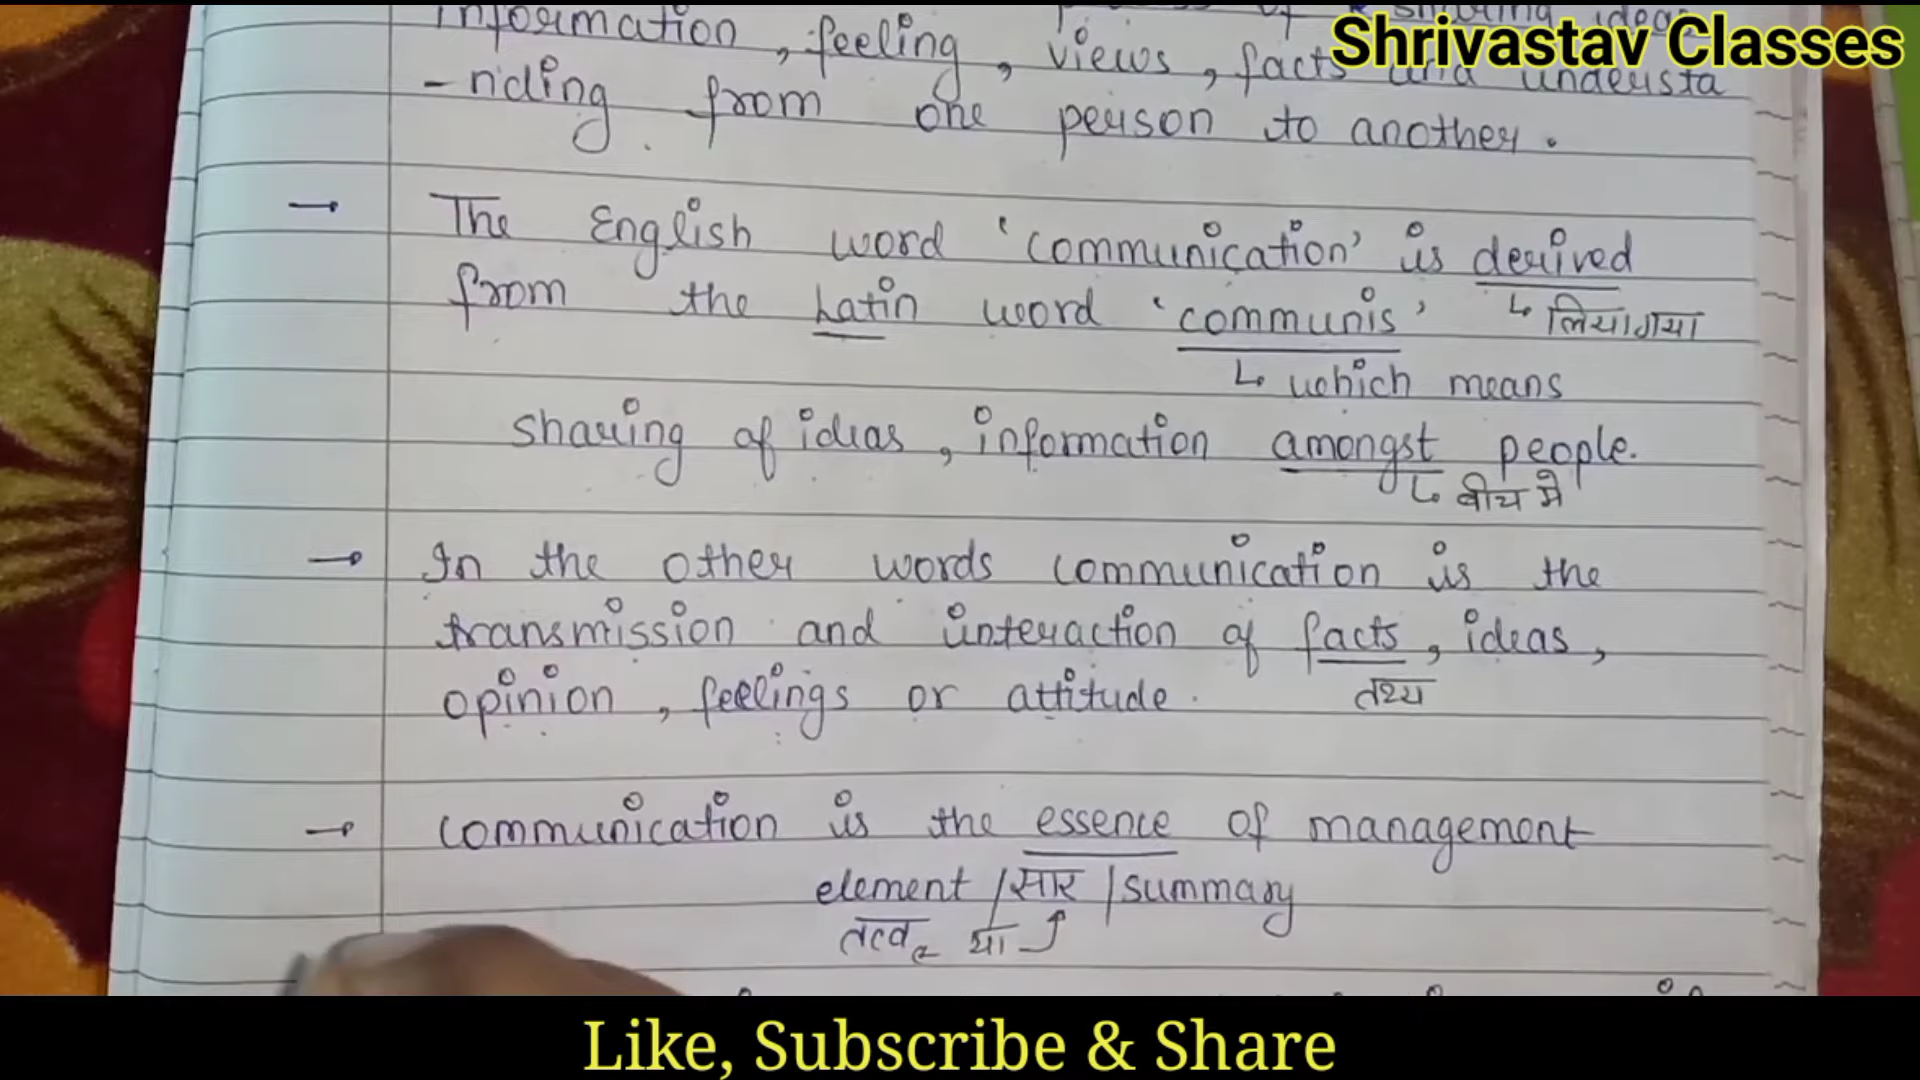 Shrivastav Classes
information, feeling, views, facts and understa
-nding from one person to another.
→ The English word 'communication' is derived
from the Latin word 'communis' ↳ लिया गया
↳ which means
sharing of ideas, information amongst people.
↳ बीच मे
→ In the other words communication is the
transmission and interaction of facts, ideas,
opinion, feelings or attitude.
तथ्य
→ communication is the essence of management
element / सार / summary
तत्व या
Like, Subscribe & Share